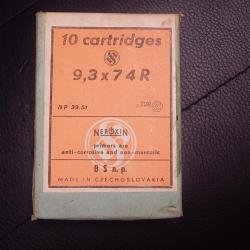 10 cartridges
9,3 x 74 R
NP 39.51
NEROXIN
primers are
anti-corrosive and non-mercuric
B S n.p.
MADE IN CZECHOSLOVAKIA